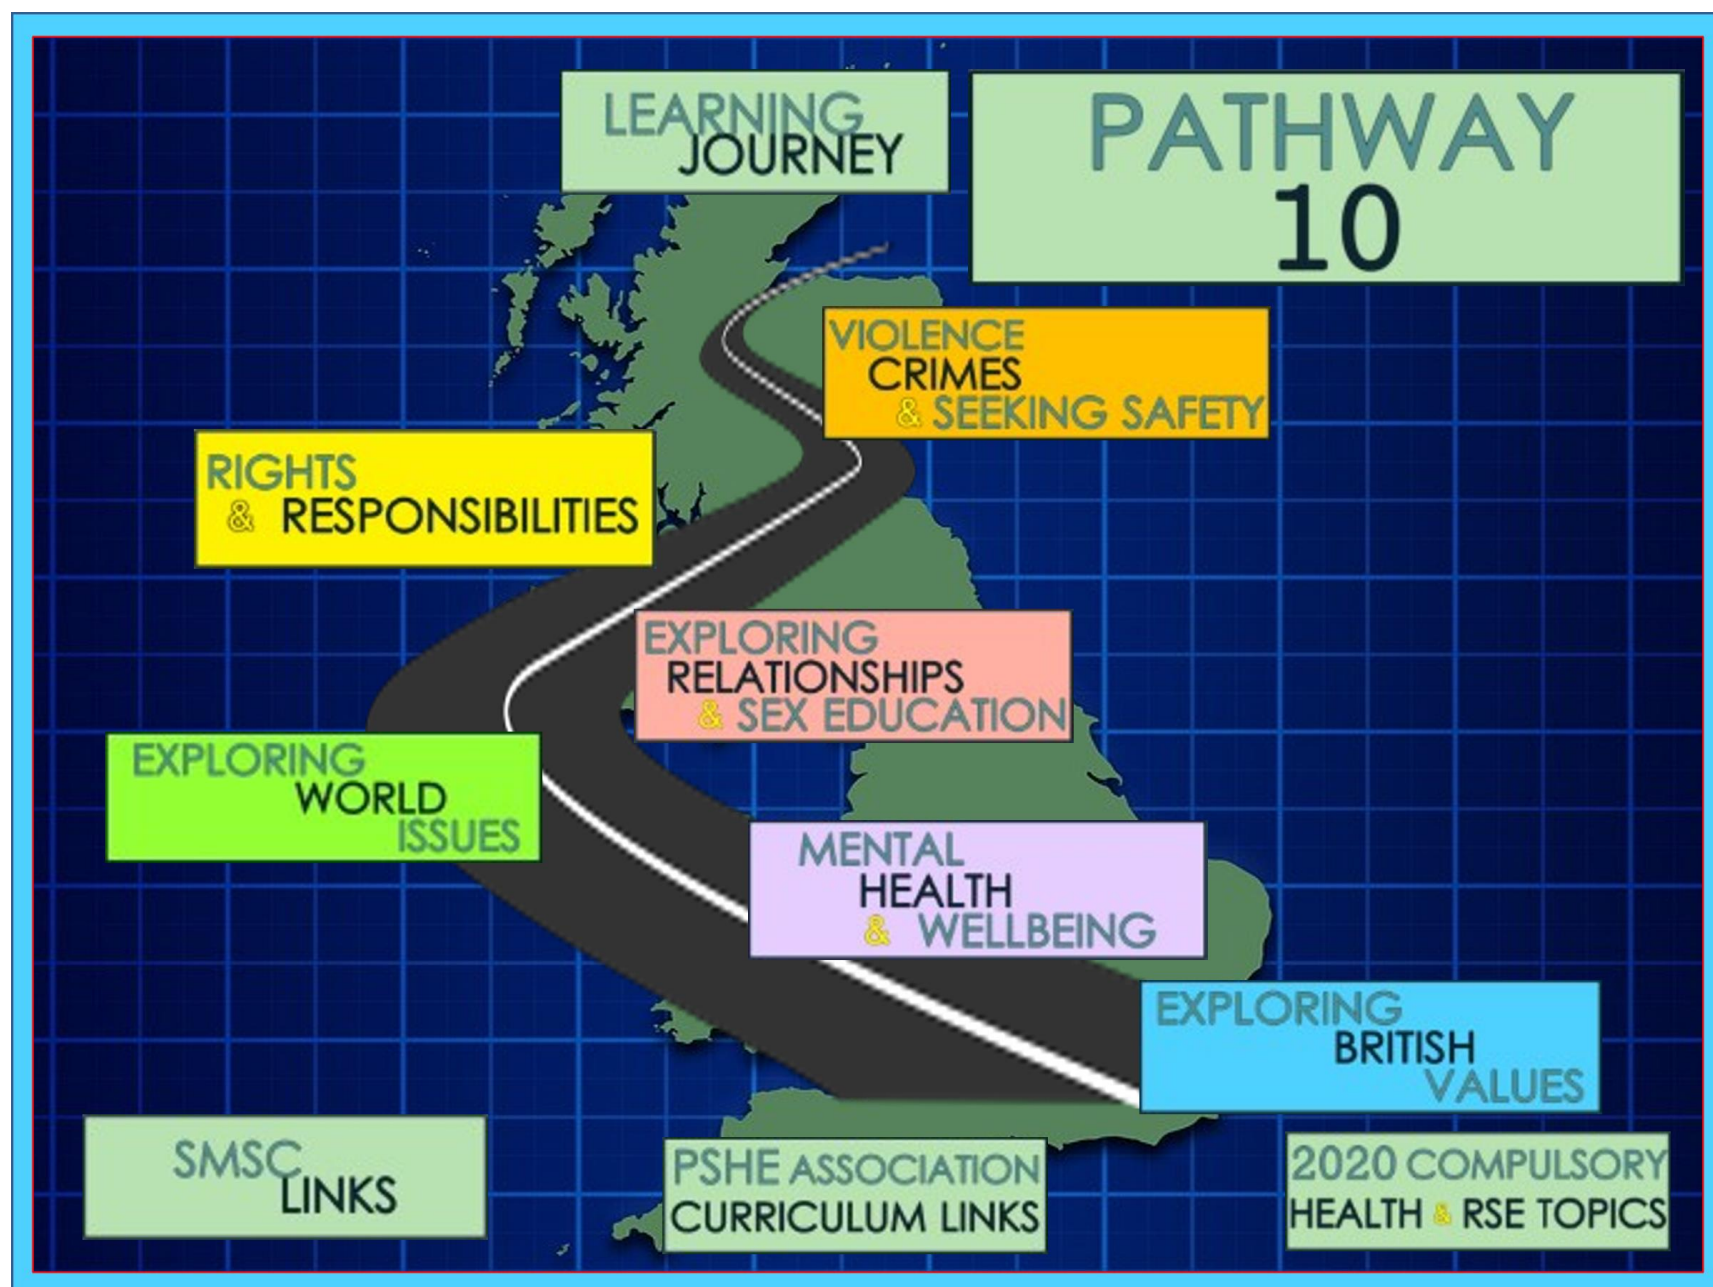 LEARNING
JOURNEY
PATHWAY
10
VIOLENCE
CRIMES
& SEEKING SAFETY
RIGHTS
& RESPONSIBILITIES
EXPLORING
RELATIONSHIPS
& SEX EDUCATION
EXPLORING
WORLD
ISSUES
MENTAL
HEALTH
& WELLBEING
EXPLORING
BRITISH
VALUES
SMSC
LINKS
PSHE ASSOCIATION
CURRICULUM LINKS
2020 COMPULSORY
HEALTH & RSE TOPICS